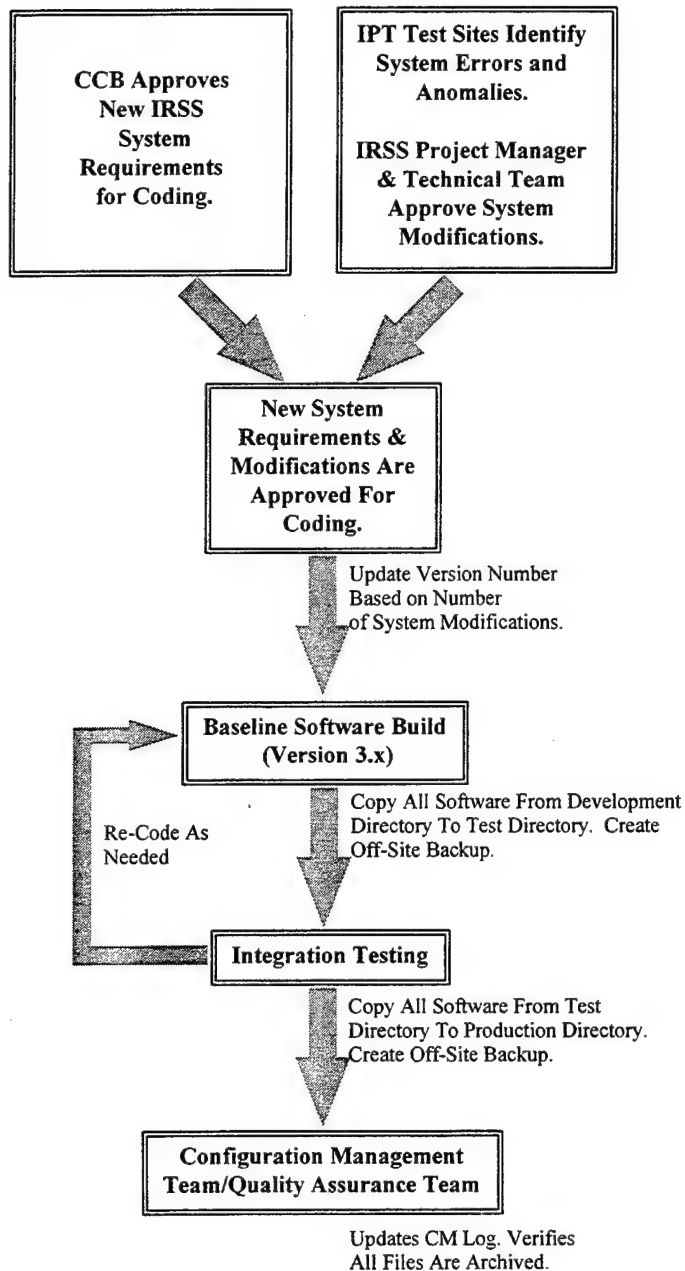 CCB Approves
New IRSS
System
Requirements
for Coding.
IPT Test Sites Identify
System Errors and
Anomalies.
IRSS Project Manager
& Technical Team
Approve System
Modifications.
New System
Requirements &
Modifications Are
Approved For
Coding.
Update Version Number
Based on Number
of System Modifications.
Baseline Software Build
(Version 3.x)
Re-Code As
Needed
Copy All Software From Development
Directory To Test Directory. Create
Off-Site Backup.
Integration Testing
Copy All Software From Test
Directory To Production Directory.
Create Off-Site Backup.
Configuration Management
Team/Quality Assurance Team
Updates CM Log. Verifies
All Files Are Archived.